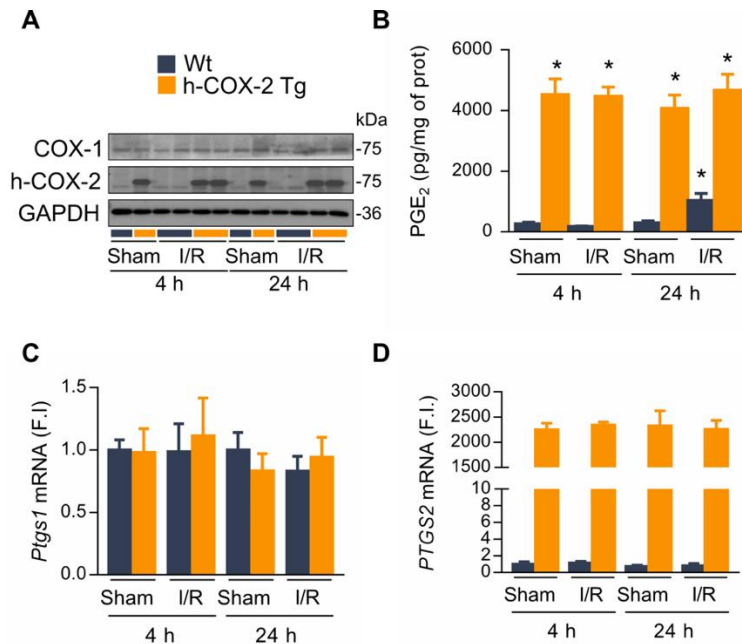 A
Wt
h-COX-2 Tg
kDa
COX-1
-75
h-COX-2
-75
GAPDH
-36
Sham I/R Sham I/R
4 h 24 h
B
PGE₂ (pg/mg of prot)
6000
4000
2000
0
* * * * *
Sham I/R Sham I/R
4 h 24 h
C
Ptgs1 mRNA (F.I)
1.5
1.0
0.5
0.0
Sham I/R Sham I/R
4 h 24 h
D
PTGS2 mRNA (F.I.)
3000
2500
2000
1500
10
8
6
4
2
0
Sham I/R Sham I/R
4 h 24 h